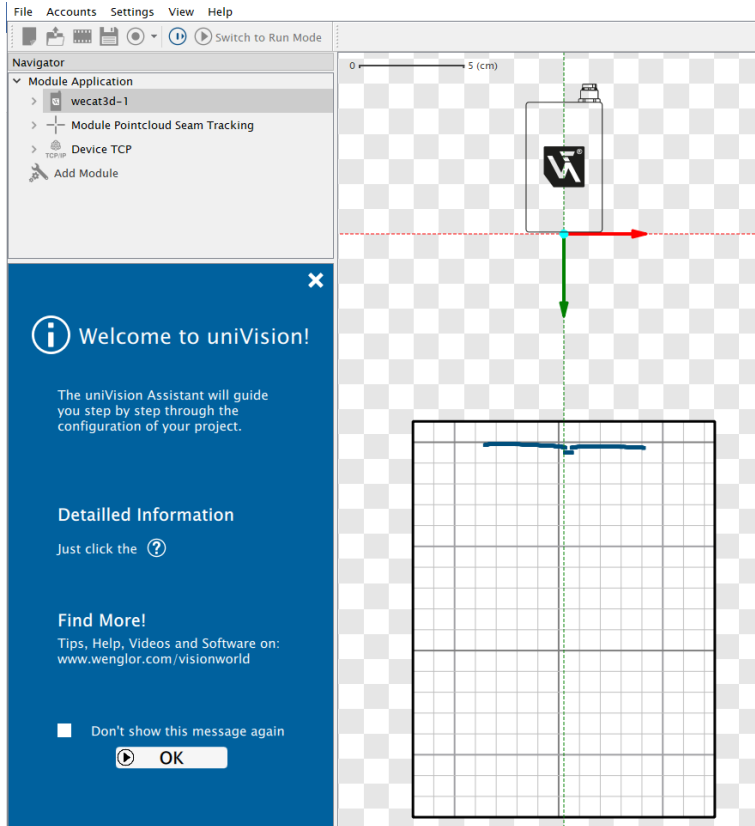 File Accounts Settings View Help
Switch to Run Mode
Navigator
Module Application
wecat3d-1
Module Pointcloud Seam Tracking
TCP/IP Device TCP
Add Module
Welcome to uniVision!
The uniVision Assistant will guide
you step by step through the
configuration of your project.
Detailled Information
Just click the ?
Find More!
Tips, Help, Videos and Software on:
www.wenglor.com/visionworld
Don't show this message again
OK
0 5 (cm)